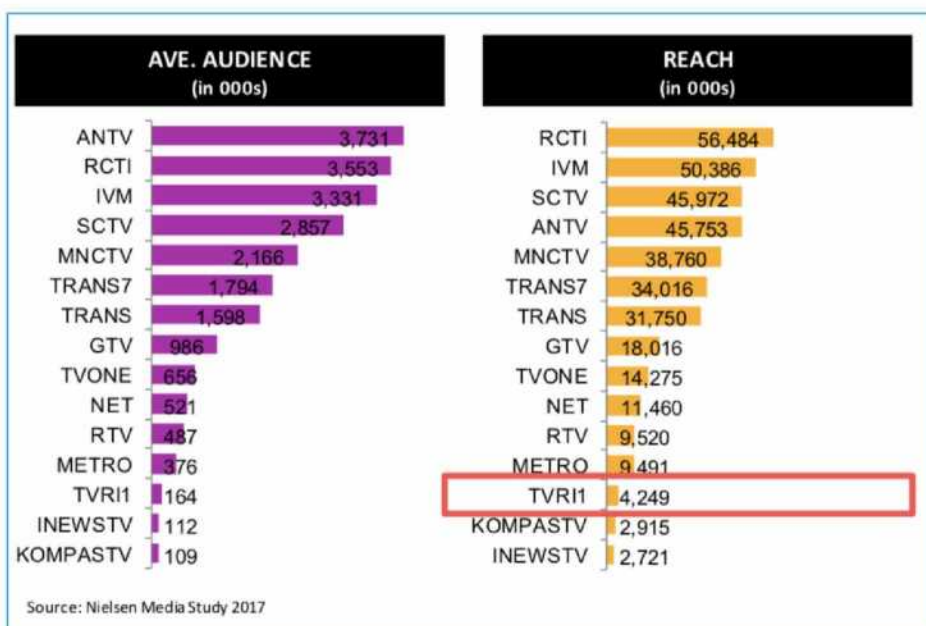 AVE. AUDIENCE
(in 000s)
ANTV 3,731
RCTI 3,553
IVM 3,331
SCTV 2,857
MNCTV 2,166
TRANS7 1,794
TRANS 1,598
GTV 986
TVONE 656
NET 521
RTV 487
METRO 376
TVRI1 164
INEWSTV 112
KOMPASTV 109
REACH
(in 000s)
RCTI 56,484
IVM 50,386
SCTV 45,972
ANTV 45,753
MNCTV 38,760
TRANS7 34,016
TRANS 31,750
GTV 18,016
TVONE 14,275
NET 11,460
RTV 9,520
METRO 9,491
TVRI1 4,249
KOMPASTV 2,915
INEWSTV 2,721
Source: Nielsen Media Study 2017